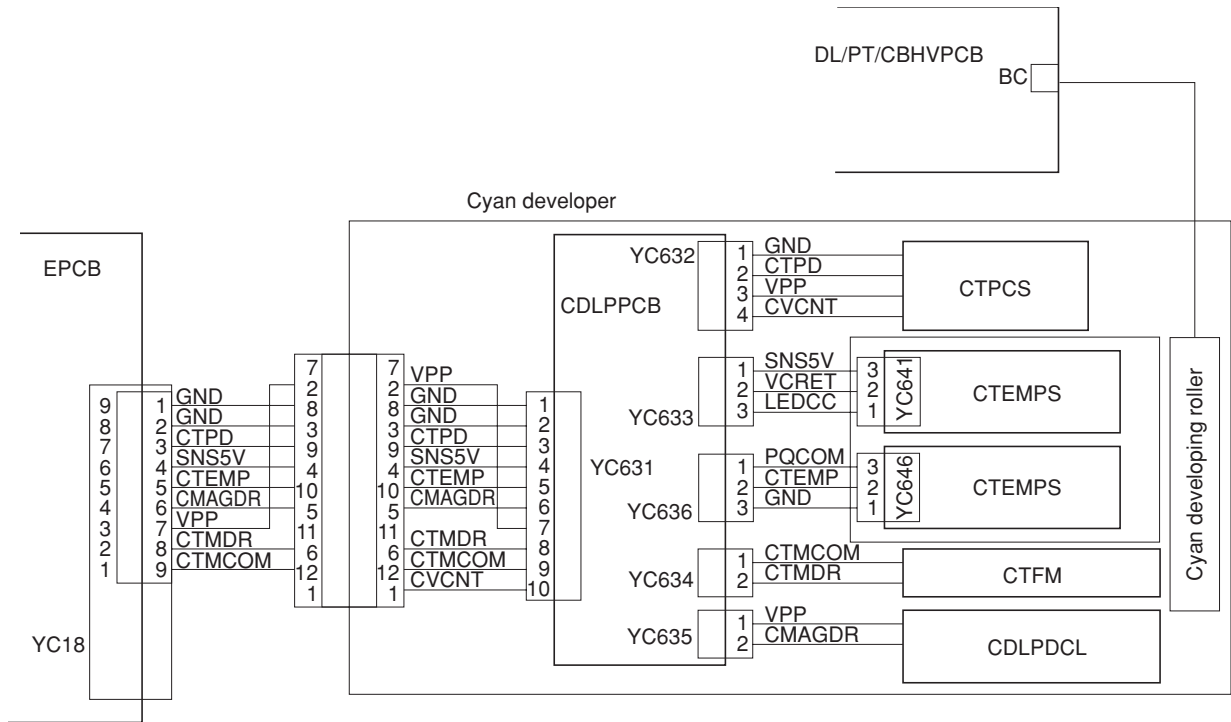 DL/PT/CBHVPCB
BC
Cyan developer
EPCB
9 8 7 6 5 4 3 2 1
1 GND
2 GND
3 CTPD
4 SNS5V
5 CTEMP
6 CMAGDR
7 VPP
8 CTMDR
9 CTMCOM
YC18
7 2 8 3 9 4 10 5 11 6 12 1
7 VPP
2 GND
8 GND
3 CTPD
9 SNS5V
4 CTEMP
10 CMAGDR
5
11 CTMDR
6 CTMCOM
12 CVCNT
1
1 2 3 4 5 6 7 8 9 10
YC631
CDLPPCB
YC632
1 GND
2 CTPD
3 VPP
4 CVCNT
CTPCS
YC633
1 SNS5V 3
2 VCRET 2
3 LEDCC 1
YC641
CTEMPS
YC636
1 PQCOM 3
2 CTEMP 2
3 GND 1
YC646
CTEMPS
YC634
1 CTMCOM
2 CTMDR
CTFM
YC635
1 VPP
2 CMAGDR
CDLPDCL
Cyan developing roller